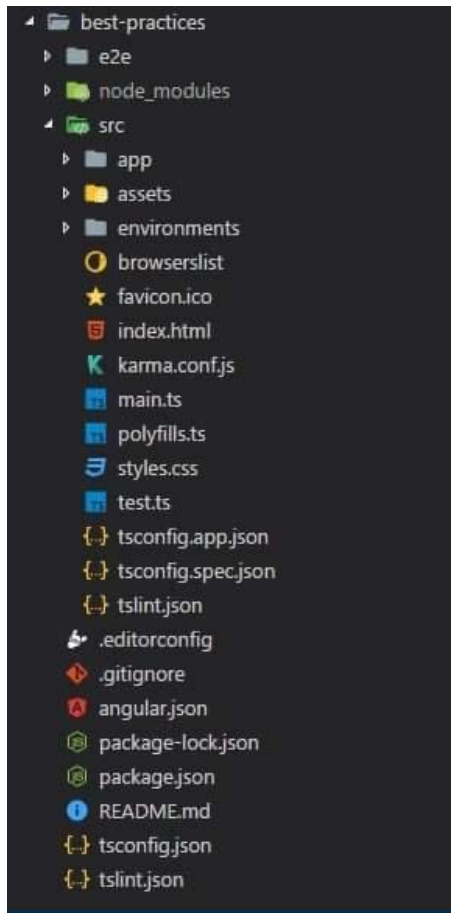 best-practices
e2e
node_modules
src
app
assets
environments
browserslist
favicon.ico
index.html
karma.conf.js
main.ts
polyfills.ts
styles.css
test.ts
tsconfig.app.json
tsconfig.spec.json
tslint.json
.editorconfig
.gitignore
angular.json
package-lock.json
package.json
README.md
tsconfig.json
tslint.json